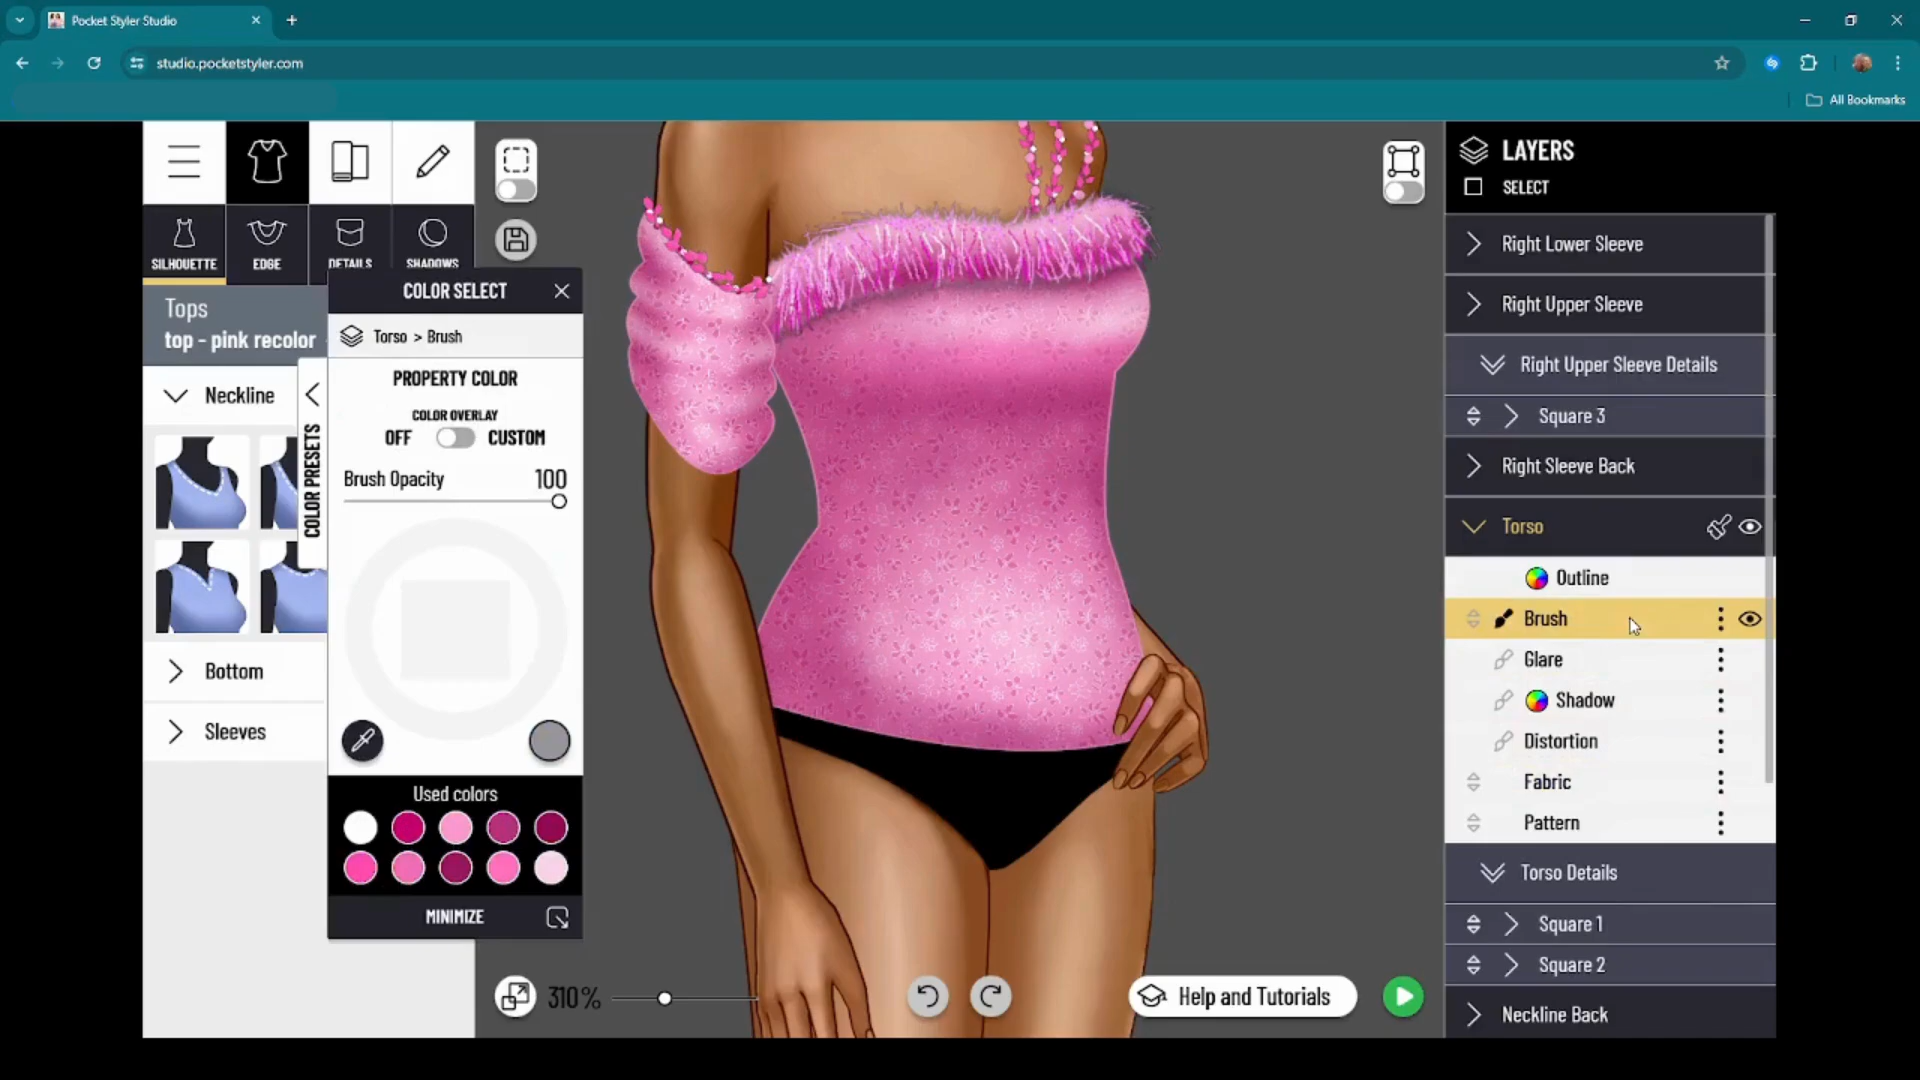 Pocket Styler Studio
studio.pocketstyler.com
All Bookmarks
SILHOUETTE
EDGE
DETAILS
SHADOWS
Tops
top - pink recolor
Neckline
Bottom
Sleeves
COLOR PRESETS
COLOR SELECT
Torso > Brush
PROPERTY COLOR
COLOR OVERLAY
OFF
CUSTOM
Brush Opacity
100
Used colors
MINIMIZE
310%
Help and Tutorials
LAYERS
SELECT
Right Lower Sleeve
Right Upper Sleeve
Right Upper Sleeve Details
Square 3
Right Sleeve Back
Torso
Outline
Brush
Glare
Shadow
Distortion
Fabric
Pattern
Torso Details
Square 1
Square 2
Neckline Back